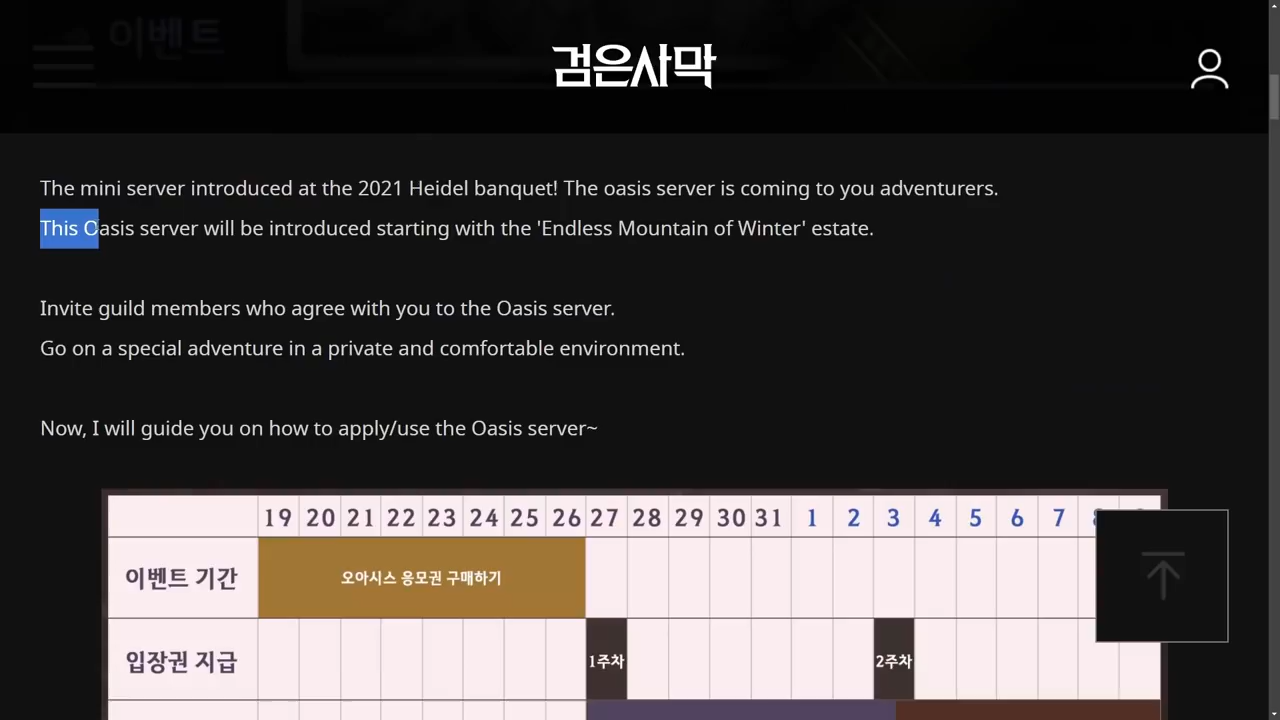 이벤트
검은사막
The mini server introduced at the 2021 Heidel banquet! The oasis server is coming to you adventurers.
This Oasis server will be introduced starting with the 'Endless Mountain of Winter' estate.
Invite guild members who agree with you to the Oasis server.
Go on a special adventure in a private and comfortable environment.
Now, I will guide you on how to apply/use the Oasis server~
19 20 21 22 23 24 25 26 27 28 29 30 31 1 2 3 4 5 6 7
이벤트 기간
오아시스 응모권 구매하기
입장권 지급
1주차
2주차